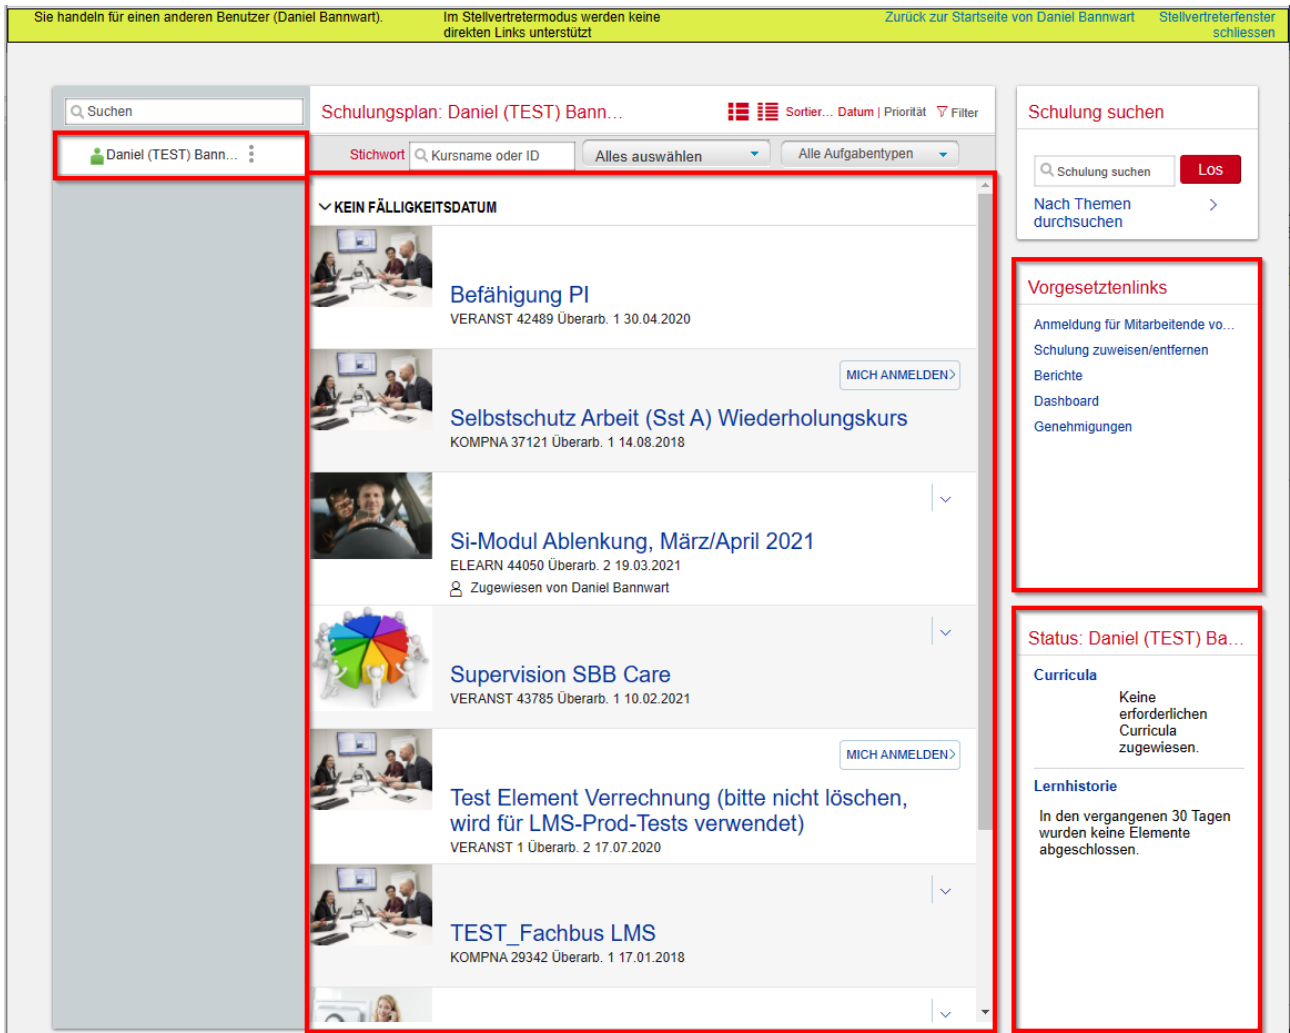 Sie handeln für einen anderen Benutzer (Daniel Bannwart).
Im Stellvertretermodus werden keine
direkten Links unterstützt
Zurück zur Startseite von Daniel Bannwart
Stellvertreterfenster
schliessen
Suchen
Daniel (TEST) Bann...
Schulungsplan: Daniel (TEST) Bann...
Sortier... Datum | Priorität Filter
Stichwort Kursname oder ID Alles auswählen Alle Aufgabentypen
KEIN FÄLLIGKEITSDATUM
Befähigung PI
VERANST 42489 Überarb. 1 30.04.2020
MICH ANMELDEN
Selbstschutz Arbeit (Sst A) Wiederholungskurs
KOMPNA 37121 Überarb. 1 14.08.2018
Si-Modul Ablenkung, März/April 2021
ELEARN 44050 Überarb. 2 19.03.2021
Zugewiesen von Daniel Bannwart
Supervision SBB Care
VERANST 43785 Überarb. 1 10.02.2021
MICH ANMELDEN
Test Element Verrechnung (bitte nicht löschen,
wird für LMS-Prod-Tests verwendet)
VERANST 1 Überarb. 2 17.07.2020
TEST_Fachbus LMS
KOMPNA 29342 Überarb. 1 17.01.2018
Schulung suchen
Schulung suchen Los
Nach Themen
durchsuchen
Vorgesetztenlinks
Anmeldung für Mitarbeitende vo...
Schulung zuweisen/entfernen
Berichte
Dashboard
Genehmigungen
Status: Daniel (TEST) Ba...
Curricula
Keine
erforderlichen
Curricula
zugewiesen.
Lernhistorie
In den vergangenen 30 Tagen
wurden keine Elemente
abgeschlossen.